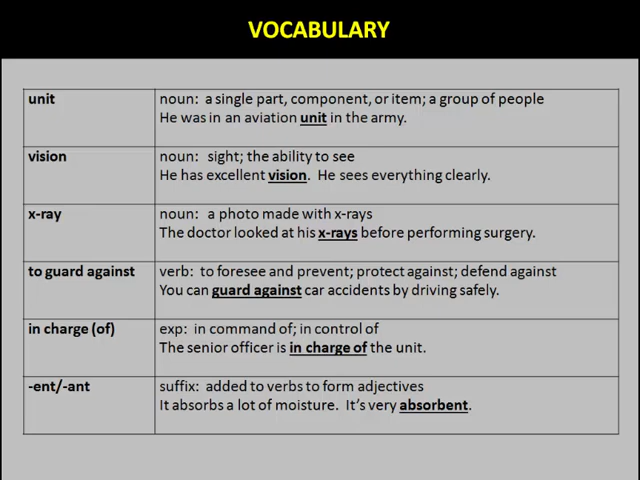 VOCABULARY
unit
noun: a single part, component, or item; a group of people
He was in an aviation unit in the army.
vision
noun: sight; the ability to see
He has excellent vision. He sees everything clearly.
x-ray
noun: a photo made with x-rays
The doctor looked at his x-rays before performing surgery.
to guard against
verb: to foresee and prevent; protect against; defend against
You can guard against car accidents by driving safely.
in charge (of)
exp: in command of; in control of
The senior officer is in charge of the unit.
-ent/-ant
suffix: added to verbs to form adjectives
It absorbs a lot of moisture. It's very absorbent.